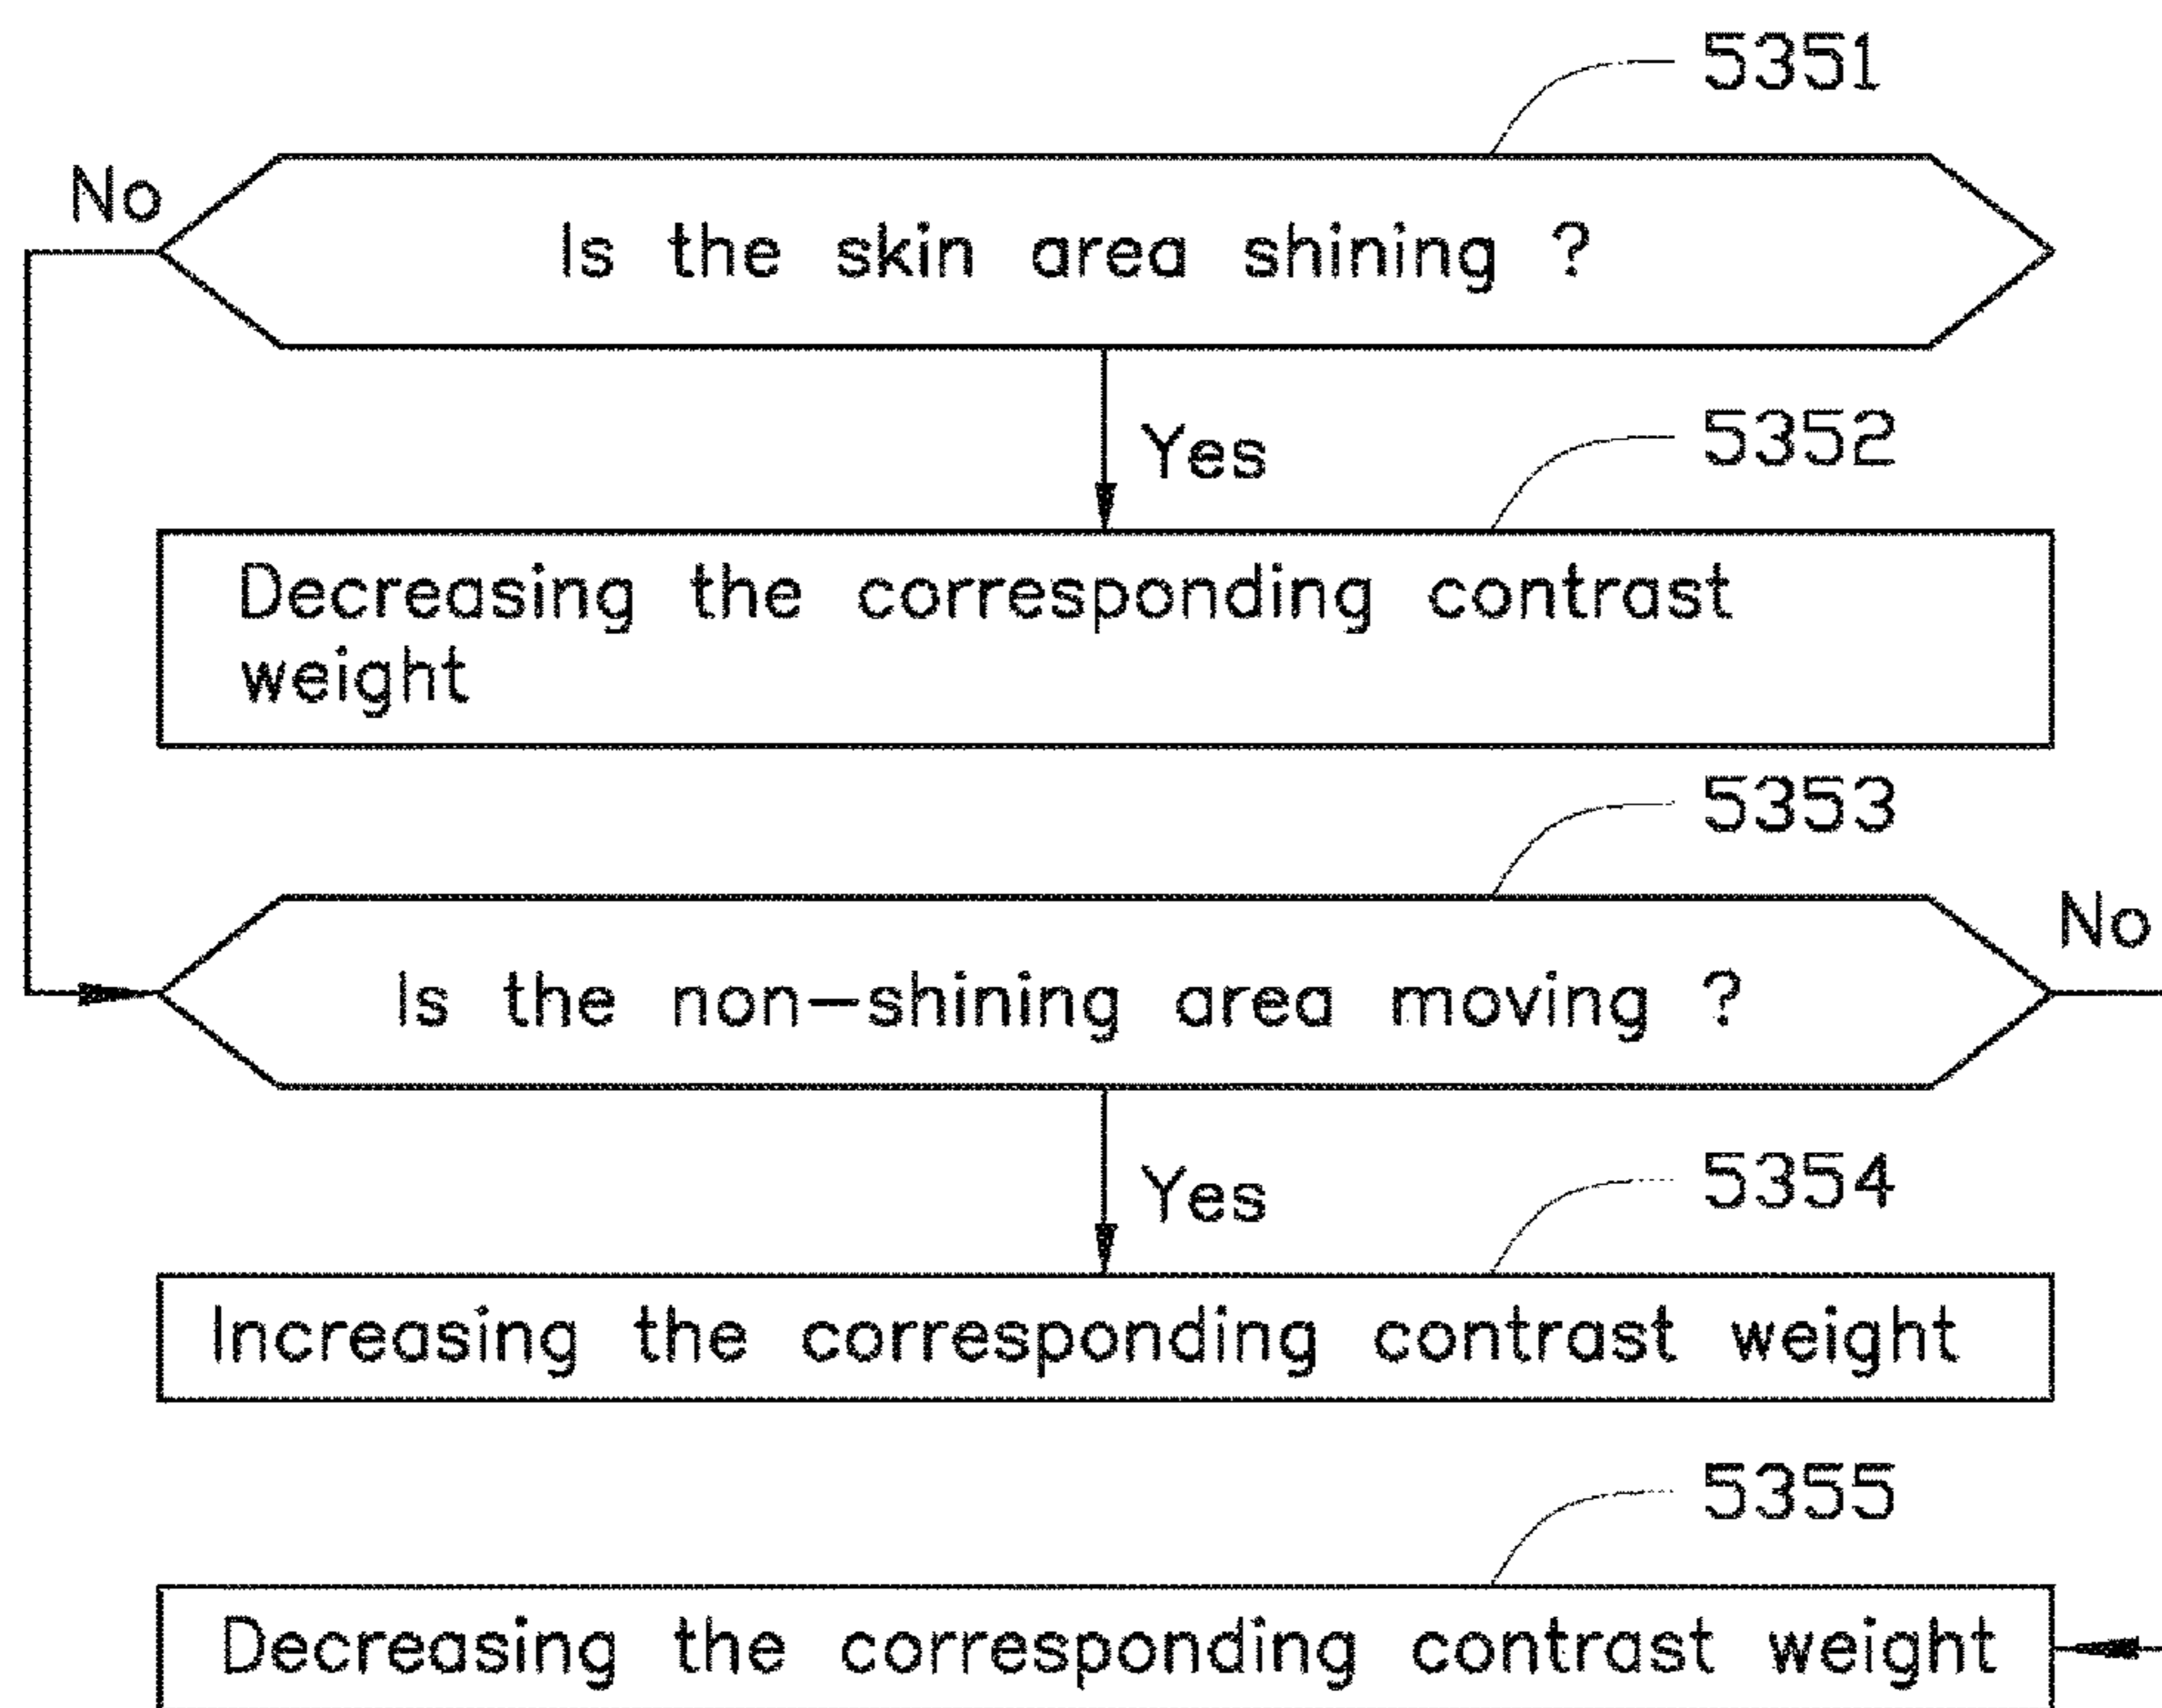 5351
No
Is the skin area shining ?
Yes
5352
Decreasing the corresponding contrast
weight
5353
No
Is the non-shining area moving ?
Yes
5354
Increasing the corresponding contrast weight
5355
Decreasing the corresponding contrast weight